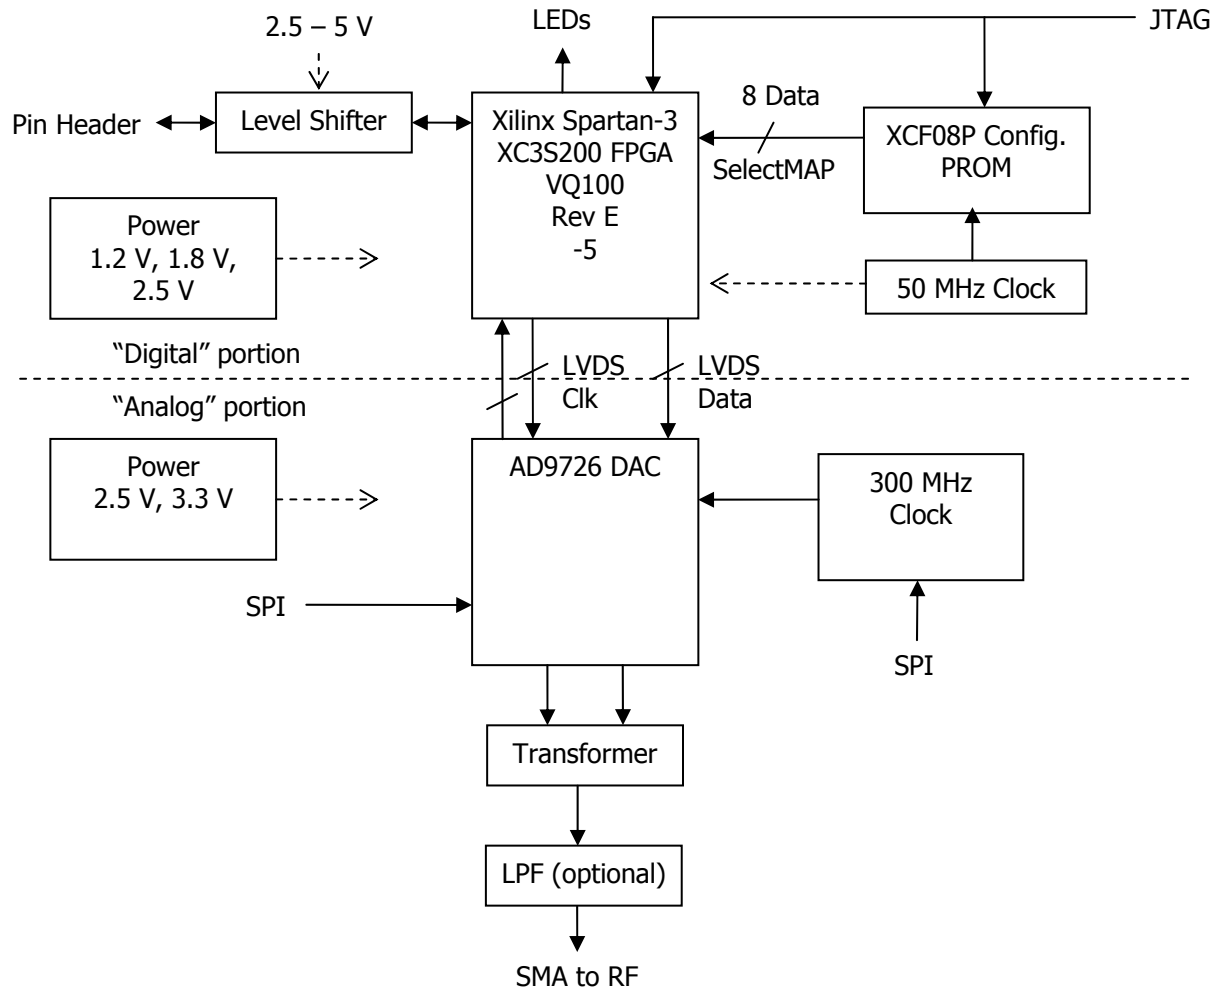 LEDs
JTAG
2.5 – 5 V
Pin Header
Level Shifter
Xilinx Spartan-3
XC3S200 FPGA
VQ100
Rev E
-5
8 Data
SelectMAP
XCF08P Config.
PROM
Power
1.2 V, 1.8 V,
2.5 V
50 MHz Clock
“Digital” portion
LVDS
Clk
LVDS
Data
“Analog” portion
Power
2.5 V, 3.3 V
AD9726 DAC
300 MHz
Clock
SPI
SPI
Transformer
LPF (optional)
SMA to RF